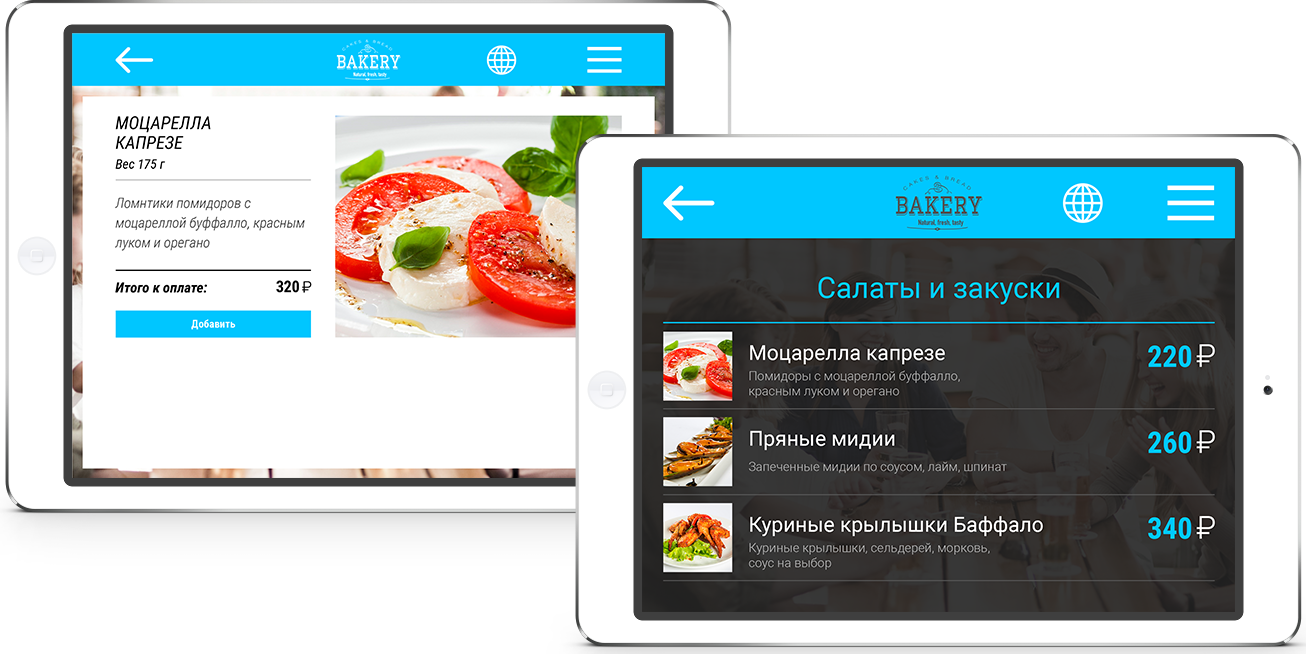 CAKES & BREAD
BAKERY
Natural, fresh, tasty
МОЦАРЕЛЛА
КАПРЕЗЕ
Вес 175 г
Ломнтики помидоров с
моцареллой буффалло, красным
луком и орегано
Итого к оплате: 320 ₽
Добавить
CAKES & BREAD
BAKERY
Natural, fresh, tasty
Салаты и закуски
Моцарелла капрезе 220 ₽
Помидоры с моцареллой буффалло,
красным луком и орегано
Пряные мидии 260 ₽
Запеченные мидии по соусом, лайм, шпинат
Куриные крылышки Баффало 340 ₽
Куриные крылышки, сельдерей, морковь,
соус на выбор